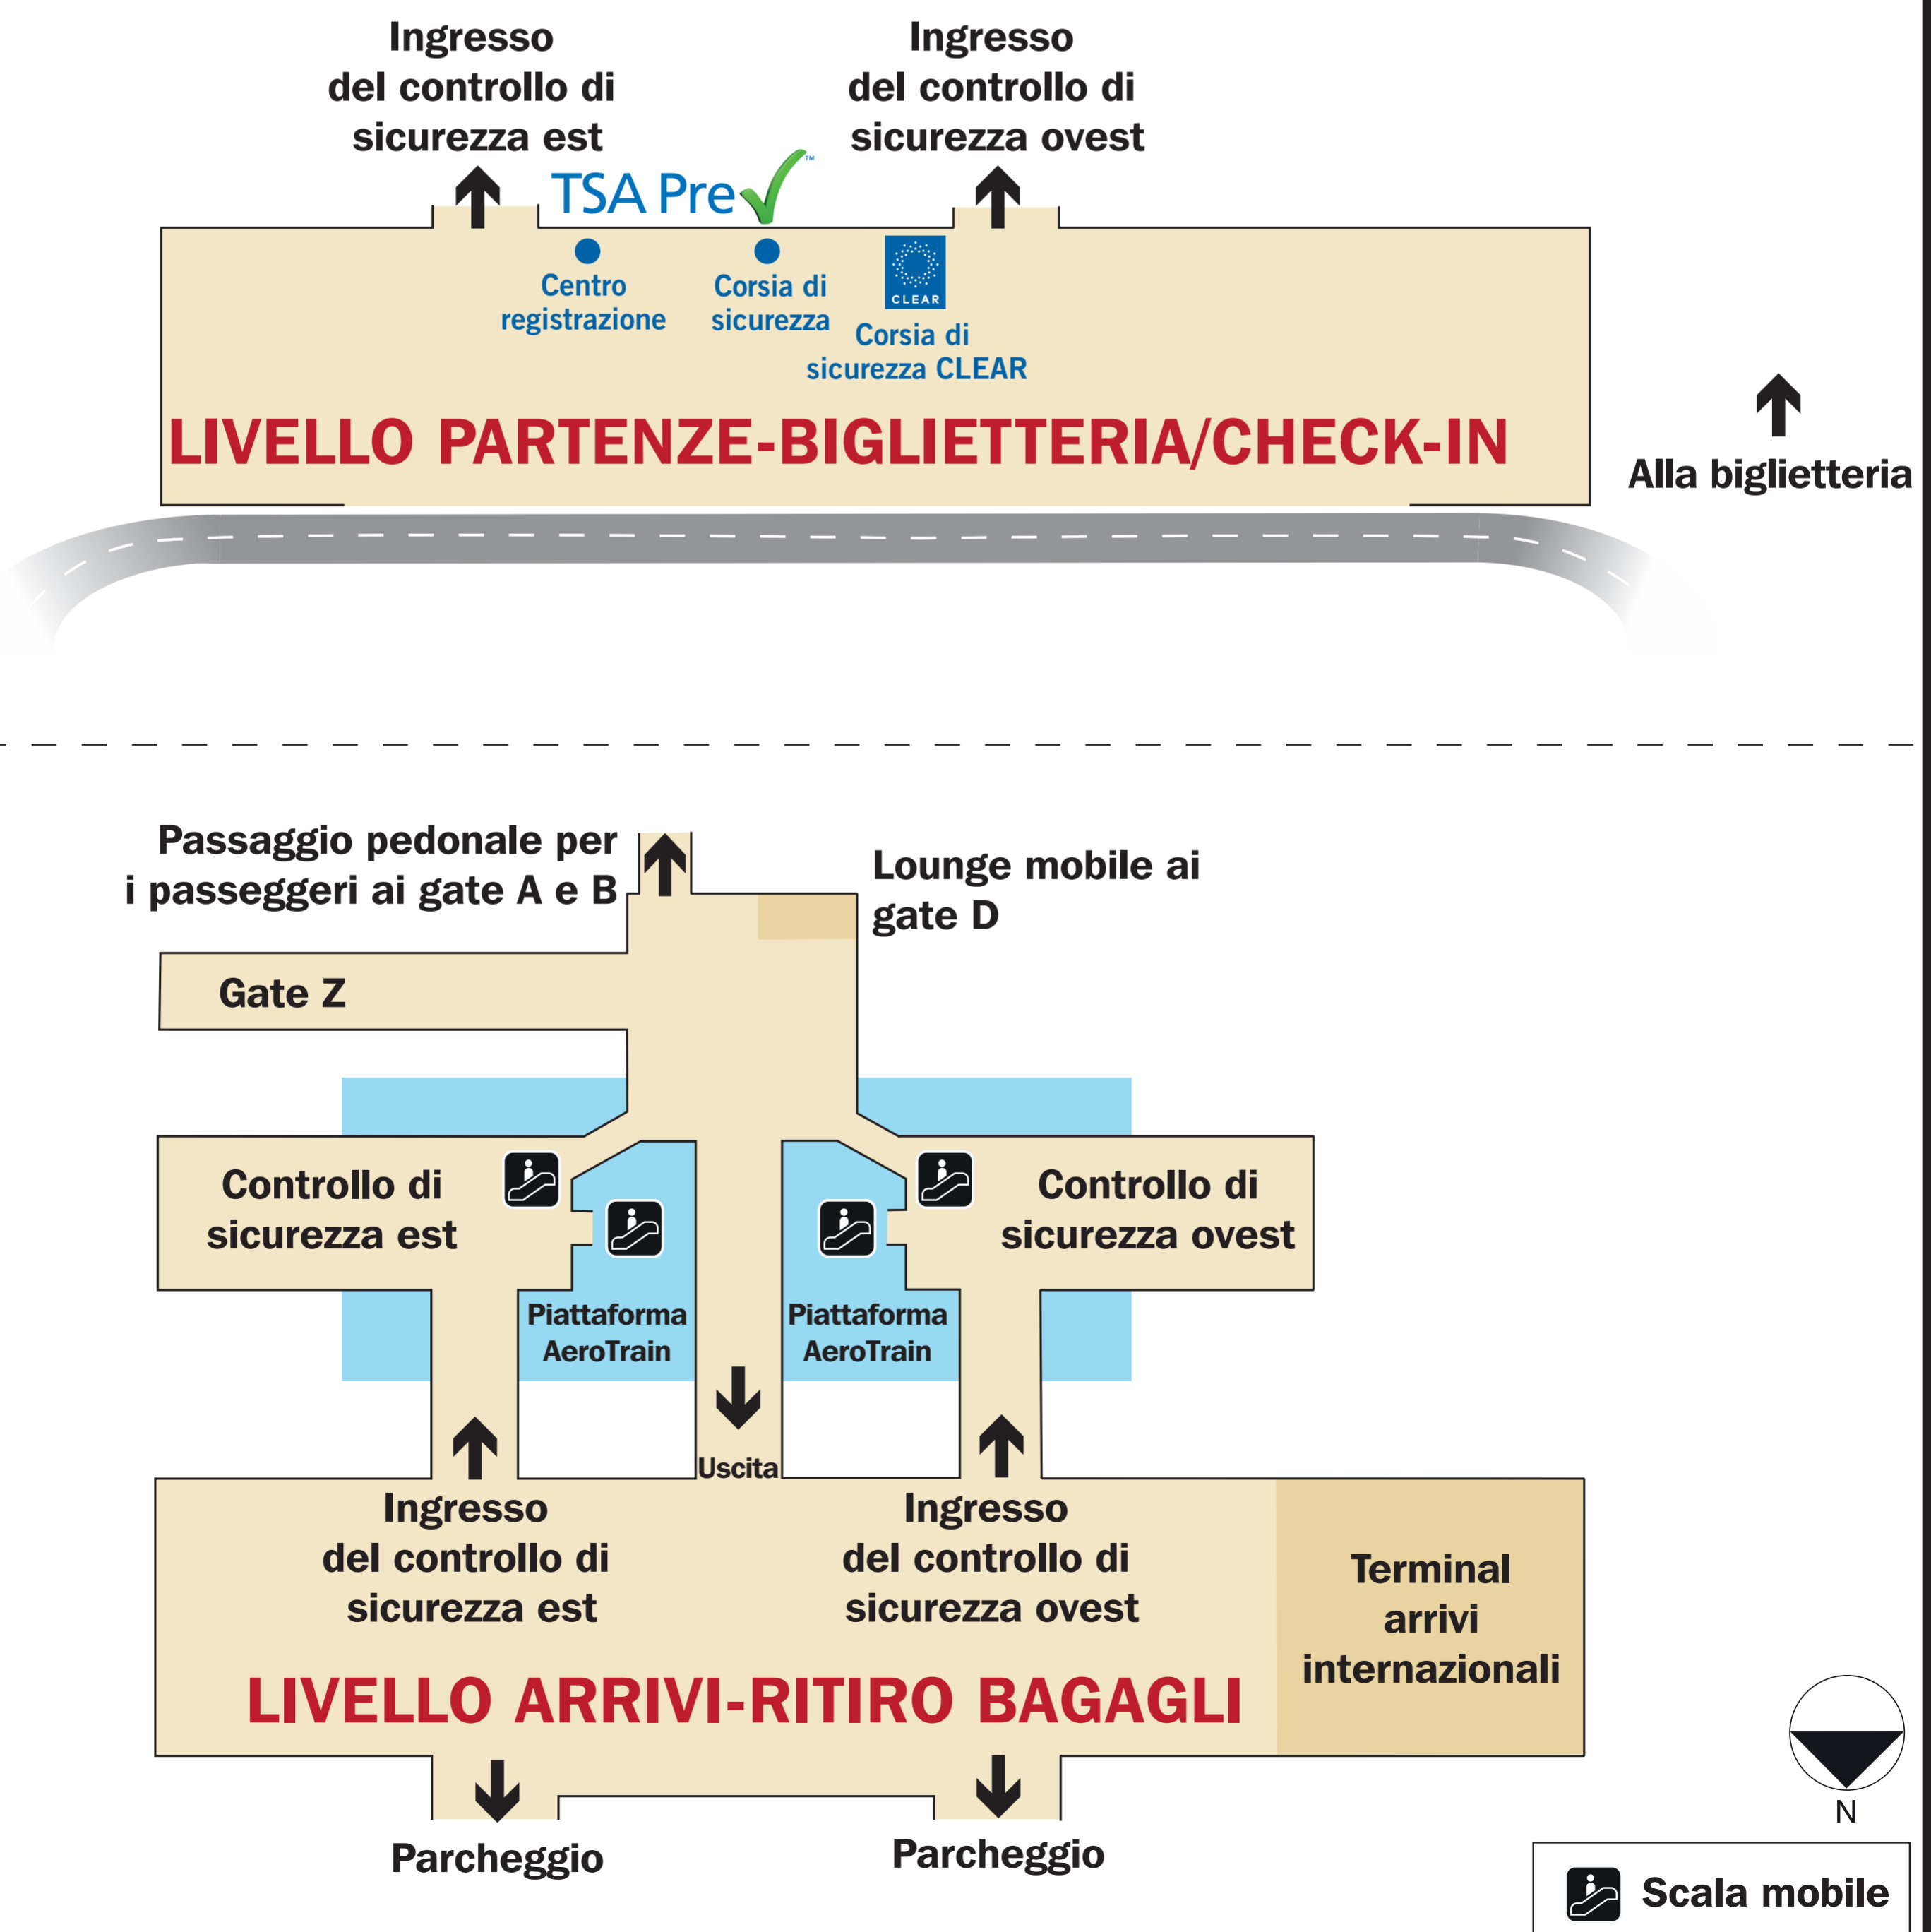 Ingresso
del controllo di
sicurezza est
Ingresso
del controllo di
sicurezza ovest
TSA Pre✓™
Centro
registrazione
Corsia di
sicurezza
CLEAR
Corsia di
sicurezza CLEAR
LIVELLO PARTENZE-BIGLIETTERIA/CHECK-IN
Alla biglietteria
Passaggio pedonale per
i passeggeri ai gate A e B
Lounge mobile ai
gate D
Gate Z
Controllo di
sicurezza est
Controllo di
sicurezza ovest
Piattaforma
AeroTrain
Piattaforma
AeroTrain
Uscita
Ingresso
del controllo di
sicurezza est
Ingresso
del controllo di
sicurezza ovest
Terminal
arrivi
internazionali
LIVELLO ARRIVI-RITIRO BAGAGLI
Parcheggio
Parcheggio
N
Scala mobile